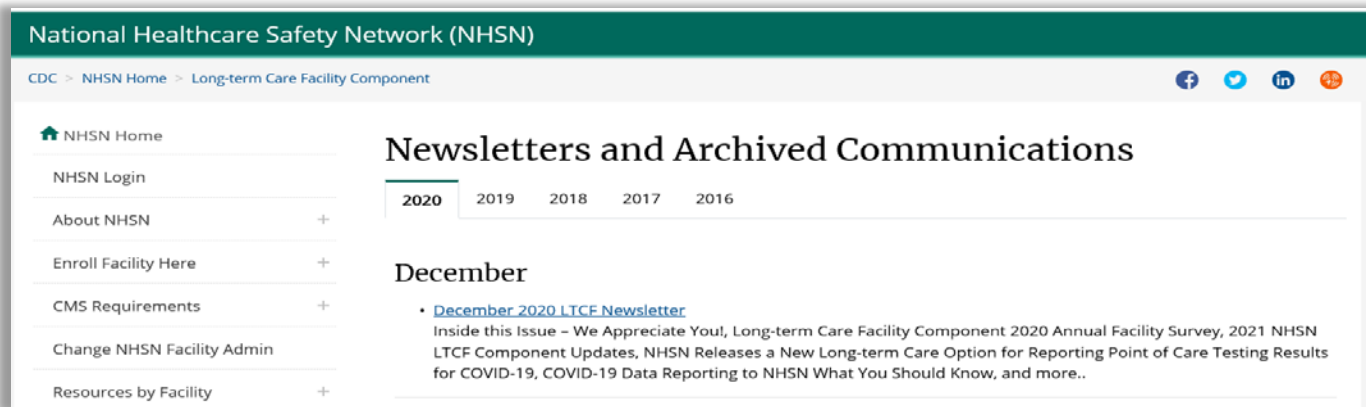 National Healthcare Safety Network (NHSN)
CDC > NHSN Home > Long-term Care Facility Component
NHSN Home
NHSN Login
About NHSN
Enroll Facility Here
CMS Requirements
Change NHSN Facility Admin
Resources by Facility
Newsletters and Archived Communications
2020 2019 2018 2017 2016
December
• December 2020 LTCF Newsletter
Inside this Issue – We Appreciate You!, Long-term Care Facility Component 2020 Annual Facility Survey, 2021 NHSN
LTCF Component Updates, NHSN Releases a New Long-term Care Option for Reporting Point of Care Testing Results
for COVID-19, COVID-19 Data Reporting to NHSN What You Should Know, and more..